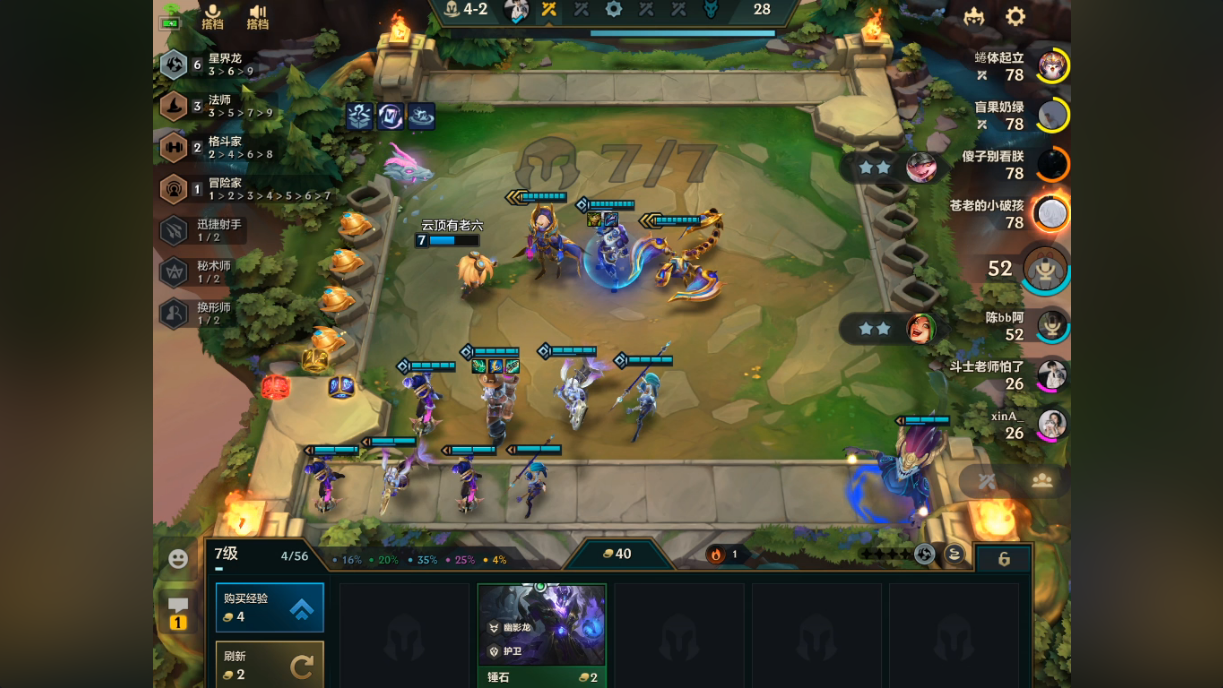 搭档
搭档
4-2
28
6 星界龙
3 > 6 > 9
3 法师
3 > 5 > 7 > 9
2 格斗家
2 > 4 > 6 > 8
1 冒险家
1 > 2 > 3 > 4 > 5 > 6 > 7
迅捷射手
1 / 2
秘术师
1 / 2
换形师
1 / 2
7/7
云顶有老六
7
蜷体起立
78
盲果奶绿
78
傻子别看朕
78
苍老的小破孩
78
52
陈bb阿
52
斗士老师怕了
26
xinA_
26
7级
4/56
16%
20%
35%
25%
4%
40
1
1
购买经验
4
刷新
2
幽影龙
护卫
锤石
2